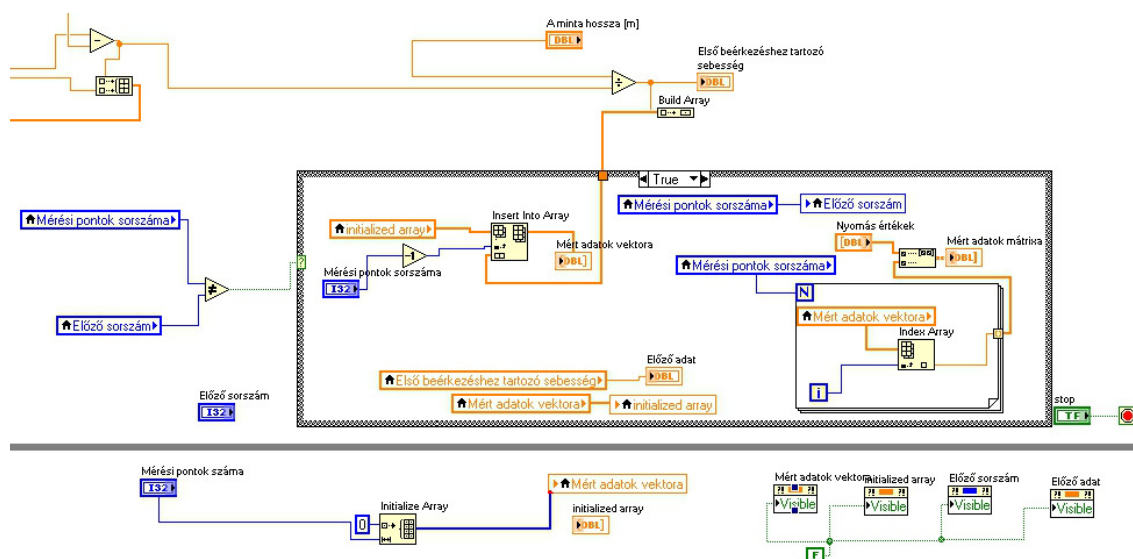 A minta hossza [m]
DBL
Első beérkezéshez tartozó
sebesség
DBL
Build Array
True
Mérési pontok sorszáma
Előző sorszám
Insert Into Array
initialized array
Nyomás értékek
[DBL]
Mért adatok mátrixa
DBL]
Mért adatok vektora
DBL]
-1
Mérési pontok sorszáma
I32
Mérési pontok sorszáma
Mérési pontok sorszáma
?
N
Mért adatok vektora
Index Array
Előző sorszám
Előző adat
DBL
Első beérkezéshez tartozó sebesség
i
Előző sorszám
I32
Mért adatok vektora
initialized array
stop
TF
Mérési pontok száma
I32
Mért adatok vektora
Initialize Array
0
initialized array
DBL]
Mért adatok vektora
initialized array
Előző sorszám
Előző adat
Visible
Visible
Visible
Visible
F